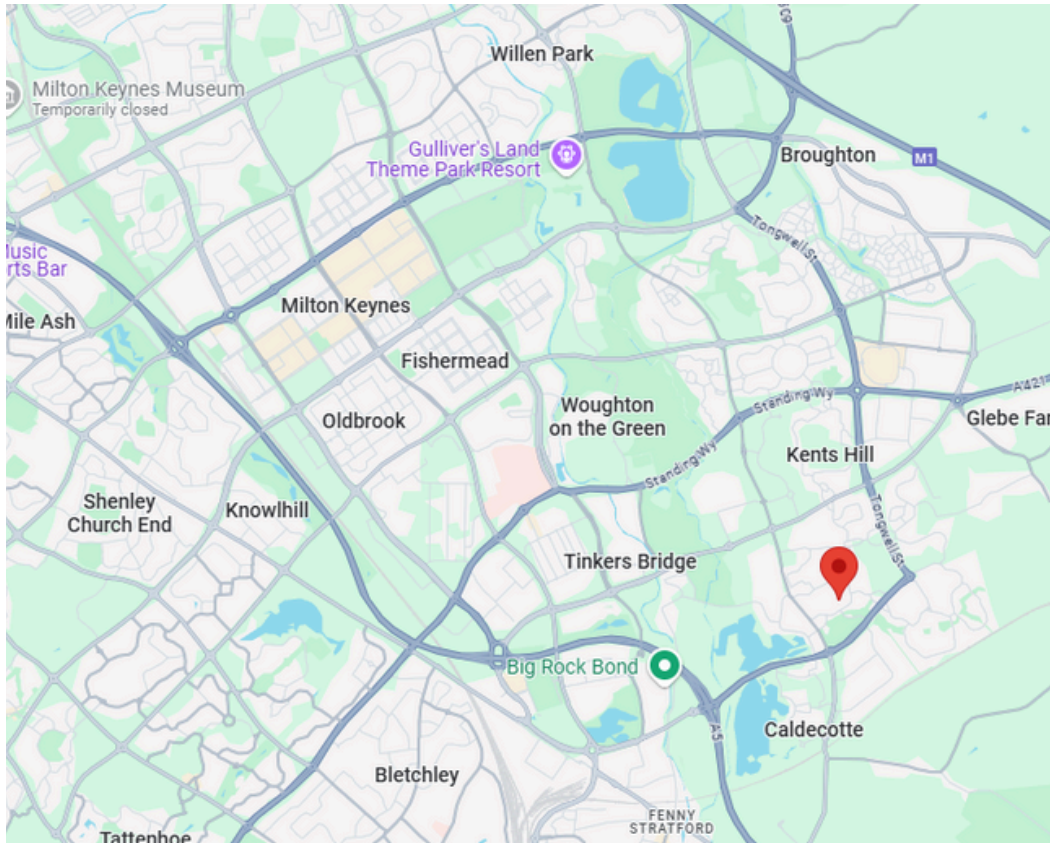 Willen Park
Milton Keynes Museum
Temporarily closed
Gulliver's Land
Theme Park Resort
Broughton
M1
Tongwell St
Milton Keynes
Mile Ash
Fishermead
A421
Standing Wy
Oldbrook
Woughton
on the Green
Glebe Far
Kents Hill
Standing Wy
Shenley
Church End
Knowlhill
Tongwell St
Tinkers Bridge
Big Rock Bond
A5
Caldecotte
Bletchley
FENNY
STRATFORD
Tattenhoe